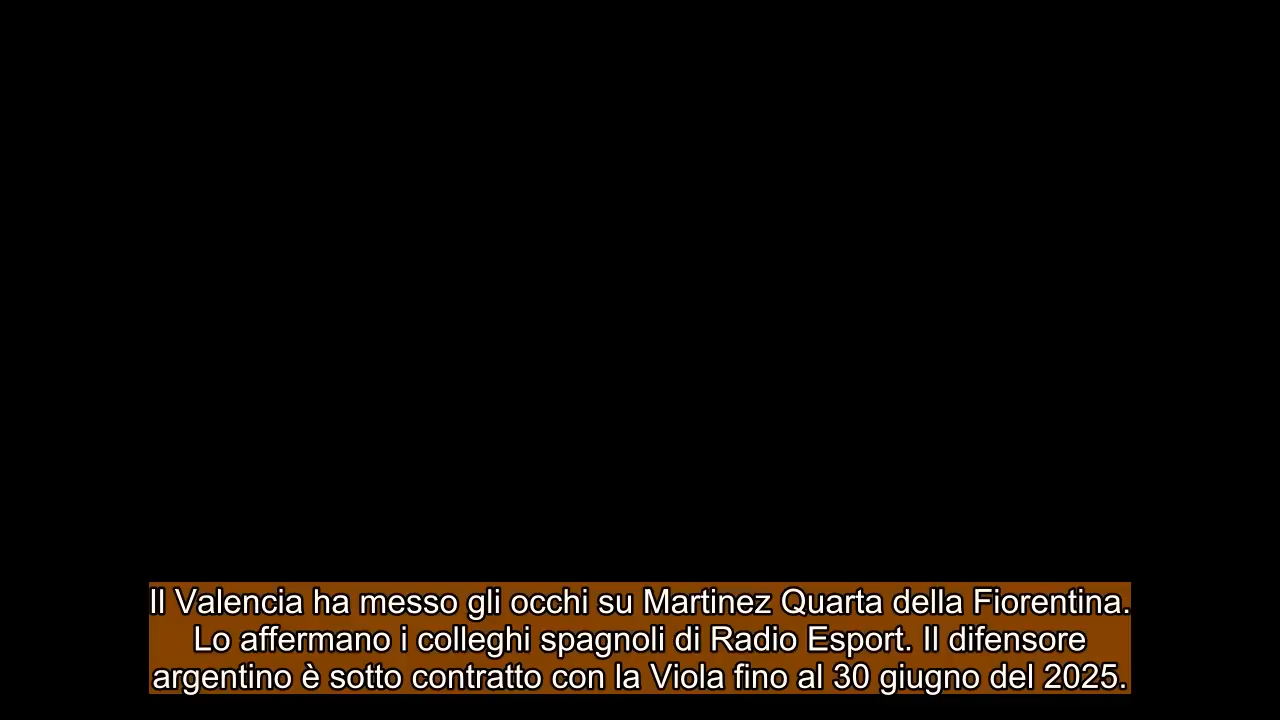 Il Valencia ha messo gli occhi su Martinez Quarta della Fiorentina.
Lo affermano i colleghi spagnoli di Radio Esport. Il difensore
argentino è sotto contratto con la Viola fino al 30 giugno del 2025.